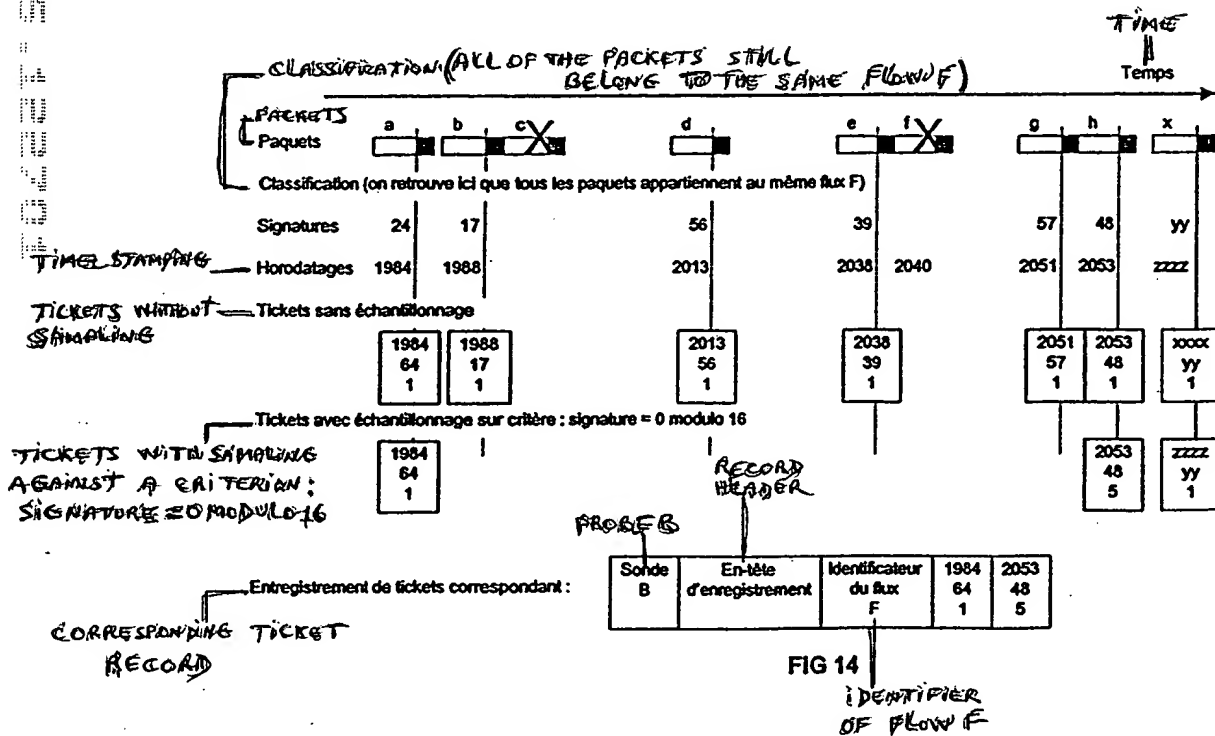 TIME
CLASSIFICATION (ALL OF THE PACKETS STILL
BELONG TO THE SAME FLOW F)
Temps
PACKETS
a b c d e f g h x
Paquets
Classification (on retrouve ici que tous les paquets appartiennent au même flux F)
Signatures 24 17 56 39 57 48 yy
TIME STAMPING Horodatages 1984 1988 2013 2038 2040 2051 2053 zzzz
TICKETS WITHOUT Tickets sans échantillonnage
SAMPLING
1984 1988 2013 2038 2051 2053 xxxx
64 17 56 39 57 48 yy
1 1 1 1 1 1 1
Tickets avec échantillonnage sur critère : signature = 0 modulo 16
TICKETS WITH SAMPLING
AGAINST A CRITERIAN:
SIGNATURE = 0 MODULO 16
1984 2053 zzzz
64 48 yy
1 5 1
RECORD
HEADER
PROBE B
Entregistrement de tickets correspondant :
Sonde En-tête Identificateur 1984 2053
B d'enregistrement du flux 64 48
F 1 5
CORRESPONDING TICKET
RECORD
FIG 14
IDENTIFIER
OF FLOW F